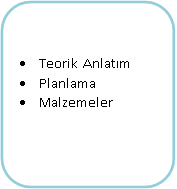 • Teorik Anlatım
• Planlama
• Malzemeler